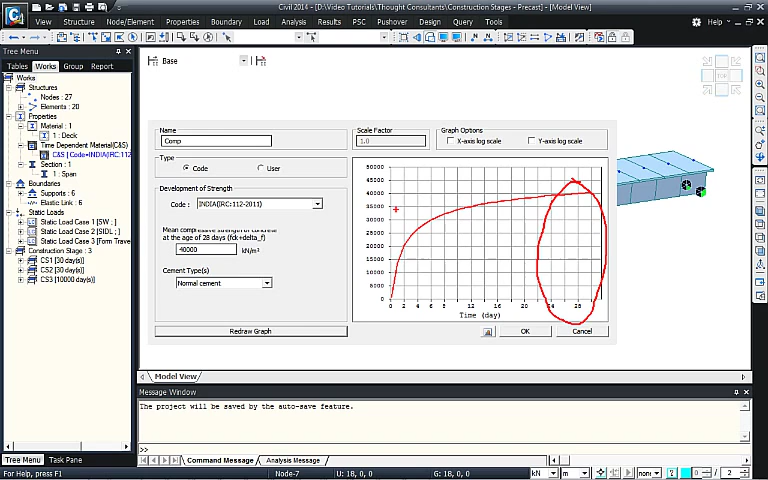 Civil 2014 - [D:\Video Tutorials\Thought Consultants\Construction Stages - Precast] - [Model View]
View Structure Node/Element Properties Boundary Load Analysis Results PSC Pushover Design Query Tools Help
Tree Menu
Tables Works Group Report
Base
Works
Structures
Nodes : 27
Elements : 20
Properties
Material : 1
1 : Deck
Time Dependent Material(C&S)
C&S [ Code=INDIA(IRC:112
Section : 1
1 : Span
Boundaries
Supports : 6
Elastic Link : 6
Static Loads
Static Load Case 1 [SW ; ]
Static Load Case 2 [SIDL ; ]
Static Load Case 3 [Form Trave
Construction Stage : 3
CS1 [30 day(s)]
CS2 [30 day(s)]
CS3 [10000 day(s)]
Name
Comp
Scale Factor
1.0
Graph Options
X-axis log scale
Y-axis log scale
Type
Code
User
Development of Strength
Code : INDIA(IRC:112-2011)
Mean compressive strength of concrete
at the age of 28 days (fck+delta_f)
40000 kN/m²
Cement Type(s)
Normal cement
Redraw Graph
50000
45000
40000
35000
30000
25000
20000
15000
10000
5000
0
0 2 4 6 8 12 16 20 24 28
Time (day)
OK
Cancel
TOP
Model View
Message Window
The project will be saved by the auto-save feature.
>>
Command Message Analysis Message
Tree Menu Task Pane
For Help, press F1
Node-7
U: 18, 0, 0
G: 18, 0, 0
kN
m
non
0
/ 2